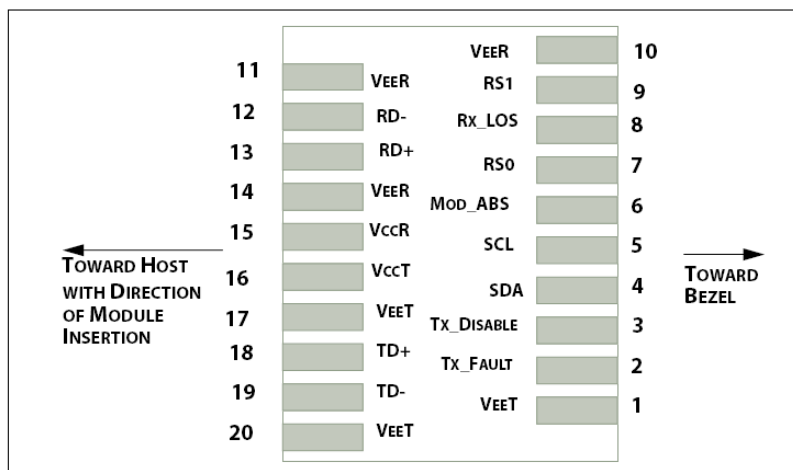 11 VEER
12 RD-
13 RD+
14 VEER
15 VCCR
16 VCCT
17 VEET
18 TD+
19 TD-
20 VEET
VEER 10
RS1 9
RX_LOS 8
RS0 7
MOD_ABS 6
SCL 5
SDA 4
TX_DISABLE 3
TX_FAULT 2
VEET 1
TOWARD HOST
WITH DIRECTION
OF MODULE
INSERTION
TOWARD
BEZEL